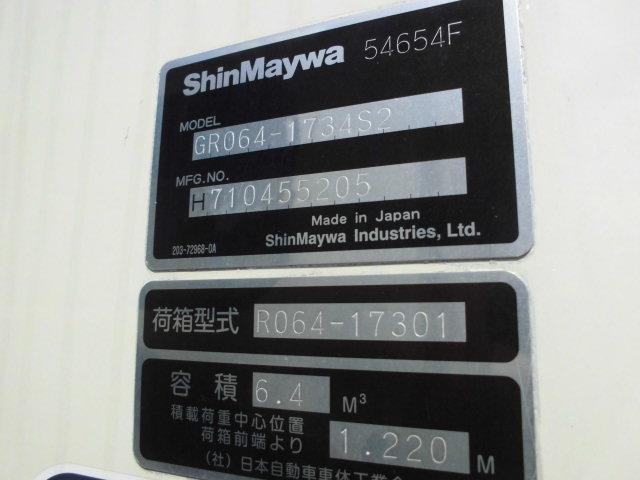 ShinMaywa 54654F
MODEL
GR064-1734S2
MFG.NO.
H710455205
Made in Japan
203-72968-0A ShinMaywa Industries, Ltd.
荷箱型式 R064-17301
容積 6.4 M³
積載荷重中心位置
荷箱前端より 1.220 M
(社)日本自動車車体工業会